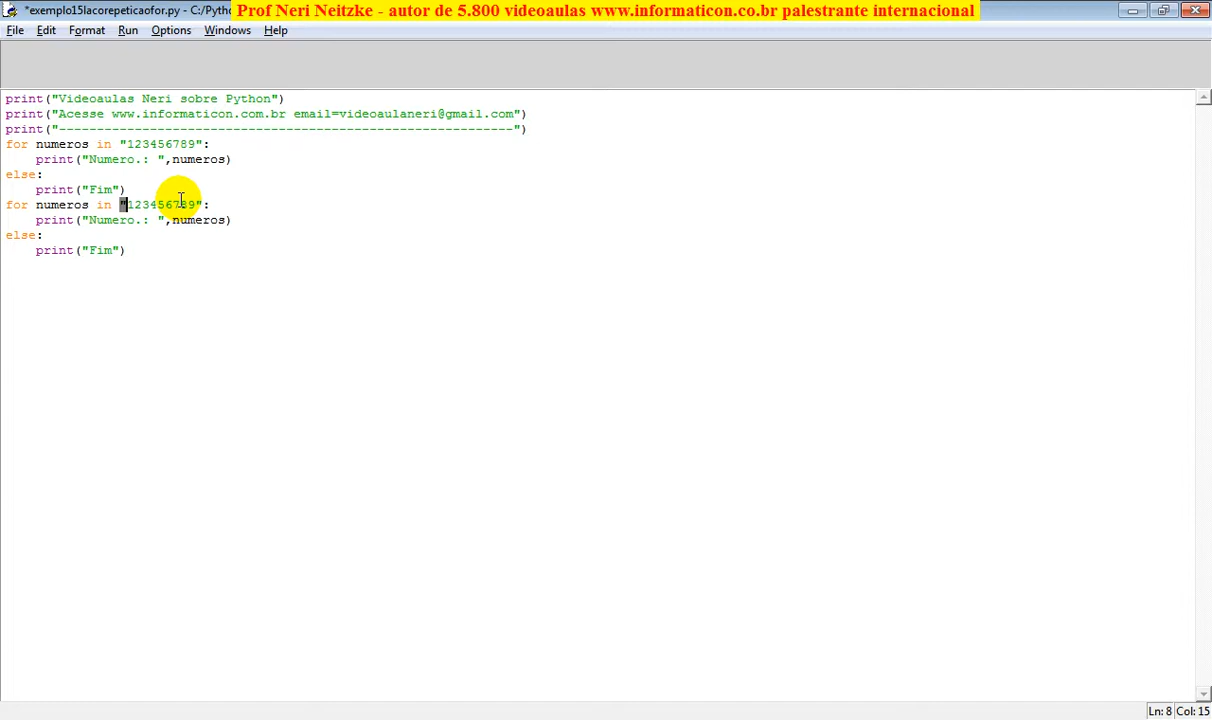 *exemplo15lacorepeticaofor.py - C:/Pytho
Prof Neri Neitzke - autor de 5.800 videoaulas www.informaticon.co.br palestrante internacional
File Edit Format Run Options Windows Help
print("Videoaulas Neri sobre Python")
print("Acesse www.informaticon.com.br email=videoaulaneri@gmail.com")
print("------------------------------------------------------------")
for numeros in "123456789":
    print("Numero.: ",numeros)
else:
    print("Fim")
for numeros in "123456789":
    print("Numero.: ",numeros)
else:
    print("Fim")
Ln: 8 Col: 15